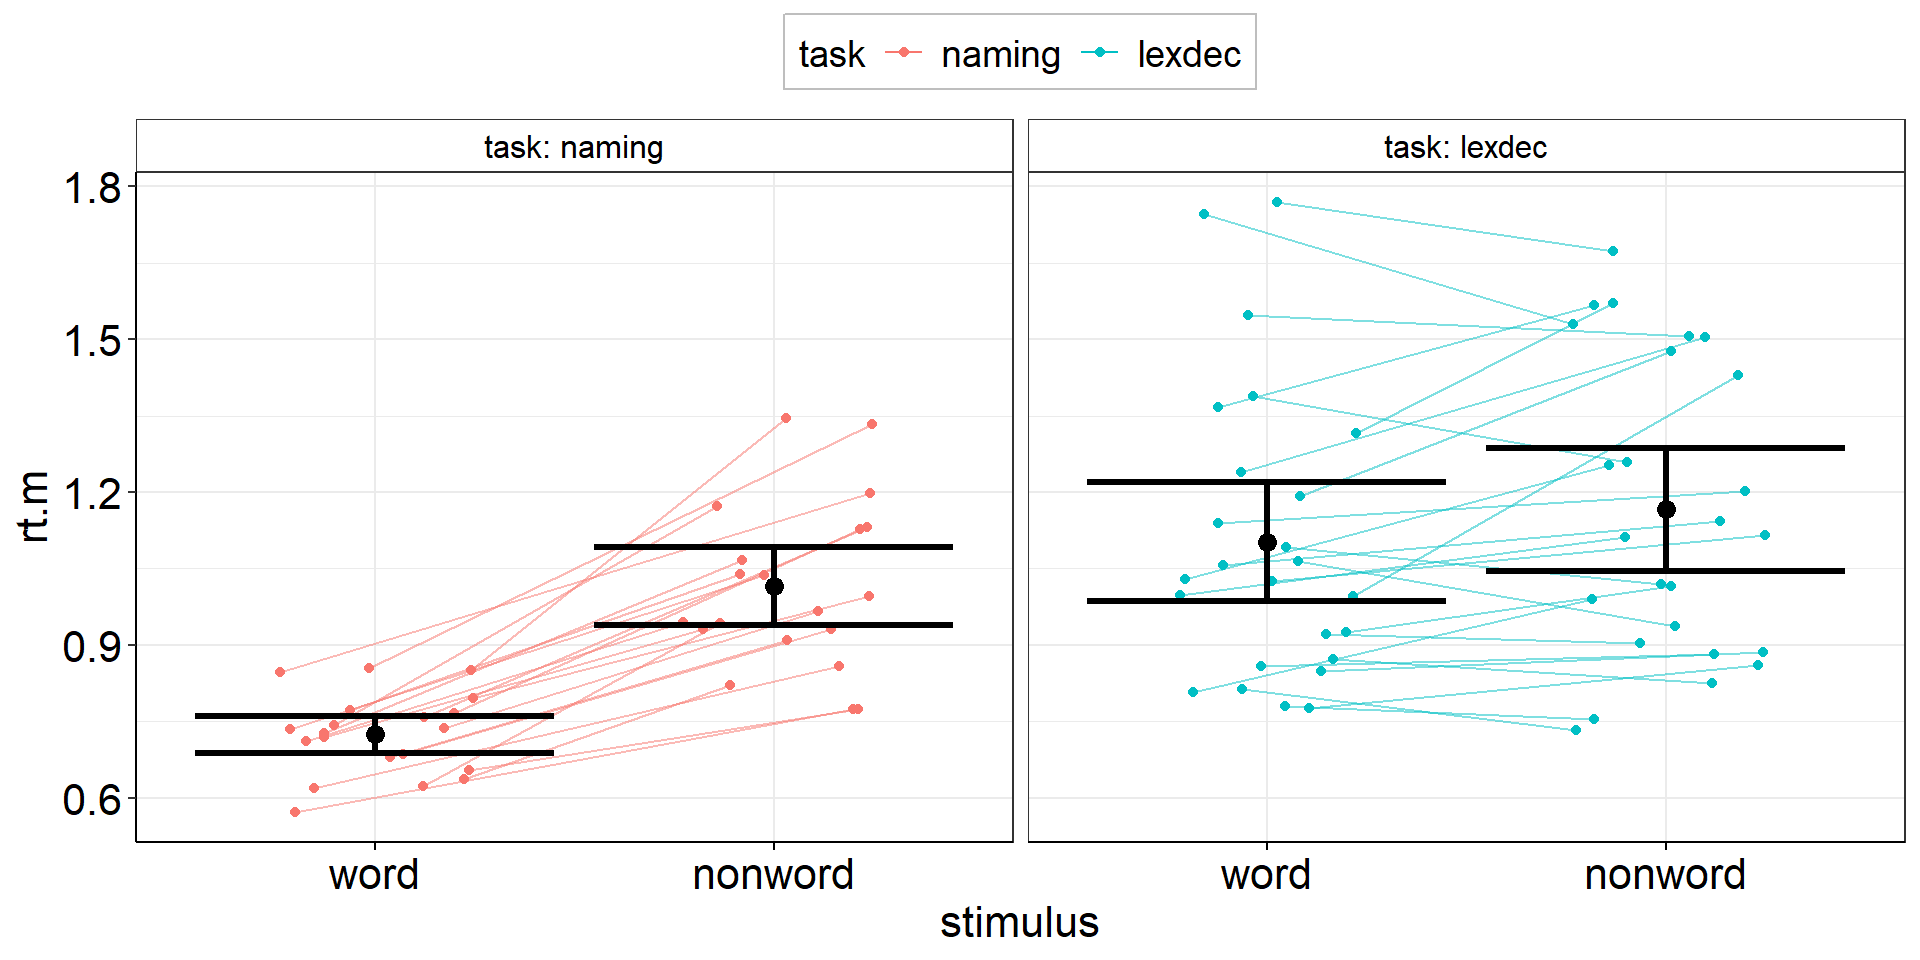 task naming lexdec
task: naming
task: lexdec
1.8
1.5
1.2
0.9
0.6
rt.m
word nonword
word nonword
stimulus